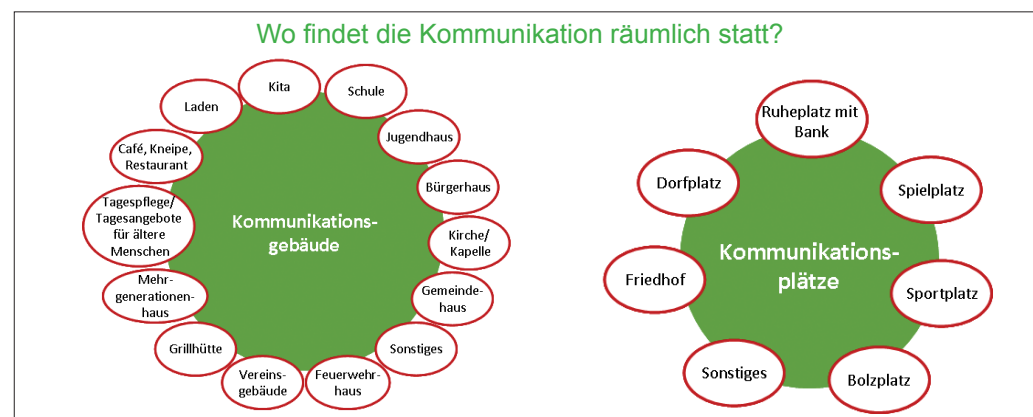 Wo findet die Kommunikation räumlich statt?
Kita
Schule
Jugendhaus
Bürgerhaus
Kirche/
Kapelle
Gemeinde-
haus
Sonstiges
Feuerwehr-
haus
Vereins-
gebäude
Grillhütte
Mehr-
generationen-
haus
Tagespflege/
Tagesangebote
für ältere
Menschen
Café, Kneipe,
Restaurant
Laden
Kommunikations-
gebäude
Ruheplatz mit
Bank
Spielplatz
Sportplatz
Bolzplatz
Sonstiges
Friedhof
Dorfplatz
Kommunikations-
plätze